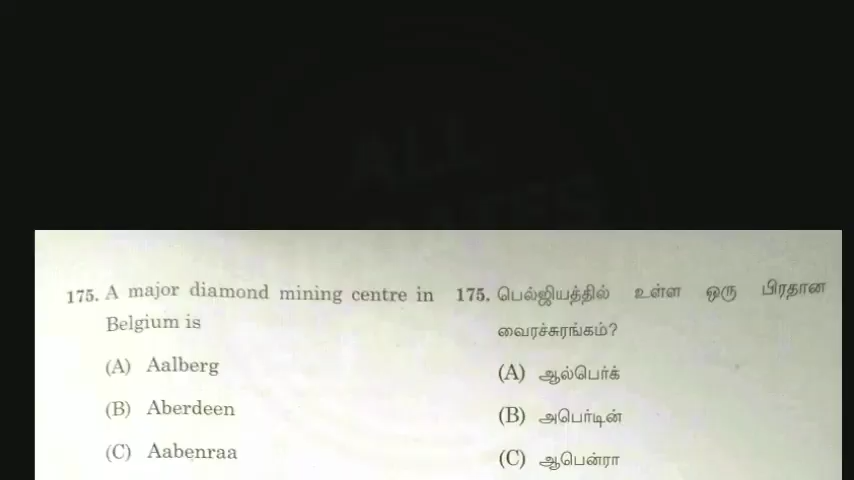 175. A major diamond mining centre in
Belgium is
(A) Aalberg
(B) Aberdeen
(C) Aabenraa
175. பெல்ஜியத்தில் உள்ள ஒரு பிரதான
வைரச்சுரங்கம்?
(A) ஆல்பெர்க்
(B) அபெர்டின்
(C) ஆபென்ரா